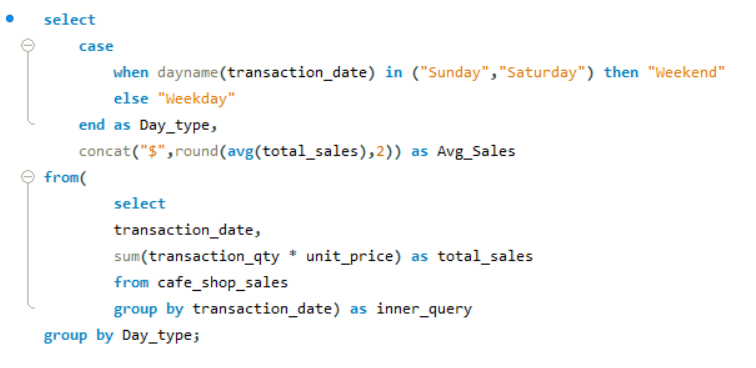 select
case
when dayname(transaction_date) in ("Sunday","Saturday") then "Weekend"
else "Weekday"
end as Day_type,
concat("$",round(avg(total_sales),2)) as Avg_Sales
from(
select
transaction_date,
sum(transaction_qty * unit_price) as total_sales
from cafe_shop_sales
group by transaction_date) as inner_query
group by Day_type;